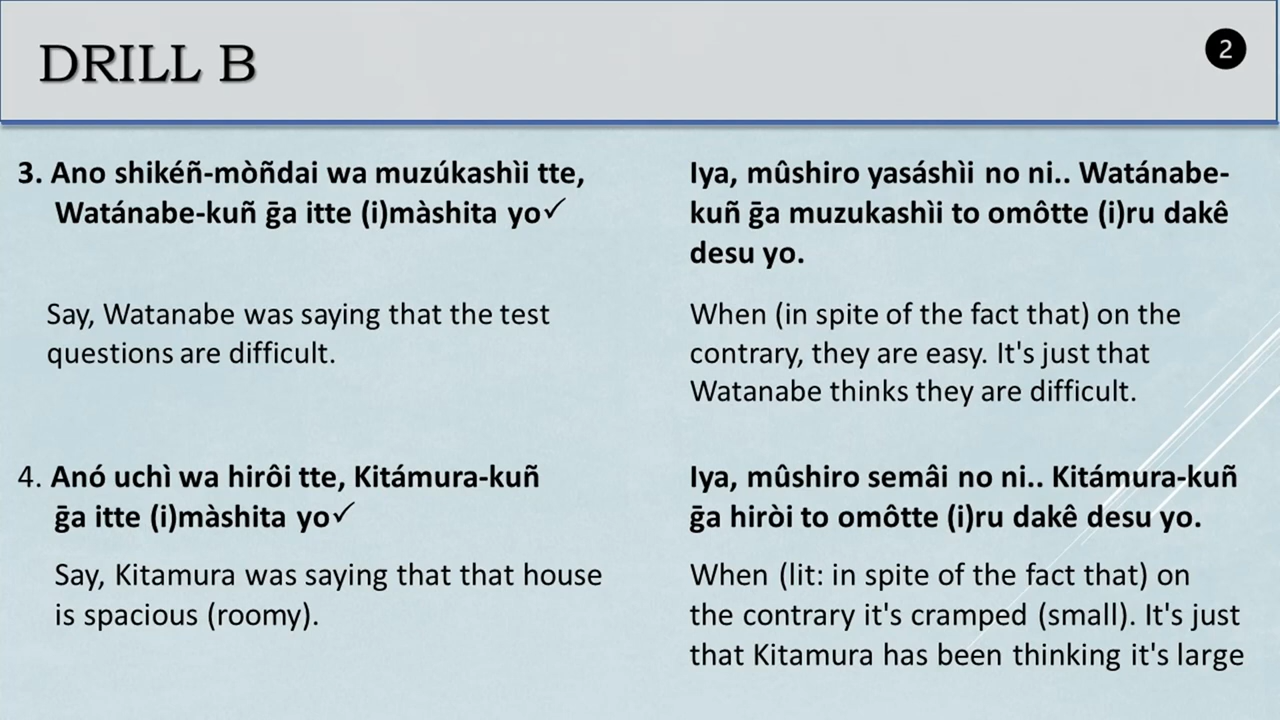 DRILL B
2
3. Ano shikéñ-mòñdai wa muzúkashìi tte,
Watánabe-kuñ ḡa itte (i)màshita yo✓
Say, Watanabe was saying that the test
questions are difficult.
Iya, mûshiro yasáshìi no ni.. Watánabe-
kuñ ḡa muzukashìi to omôtte (i)ru dakê
desu yo.
When (in spite of the fact that) on the
contrary, they are easy. It's just that
Watanabe thinks they are difficult.
4. Anó uchì wa hirôi tte, Kitámura-kuñ
ḡa itte (i)màshita yo✓
Say, Kitamura was saying that that house
is spacious (roomy).
Iya, mûshiro semâi no ni.. Kitámura-kuñ
ḡa hiròi to omôtte (i)ru dakê desu yo.
When (lit: in spite of the fact that) on
the contrary it's cramped (small). It's just
that Kitamura has been thinking it's large